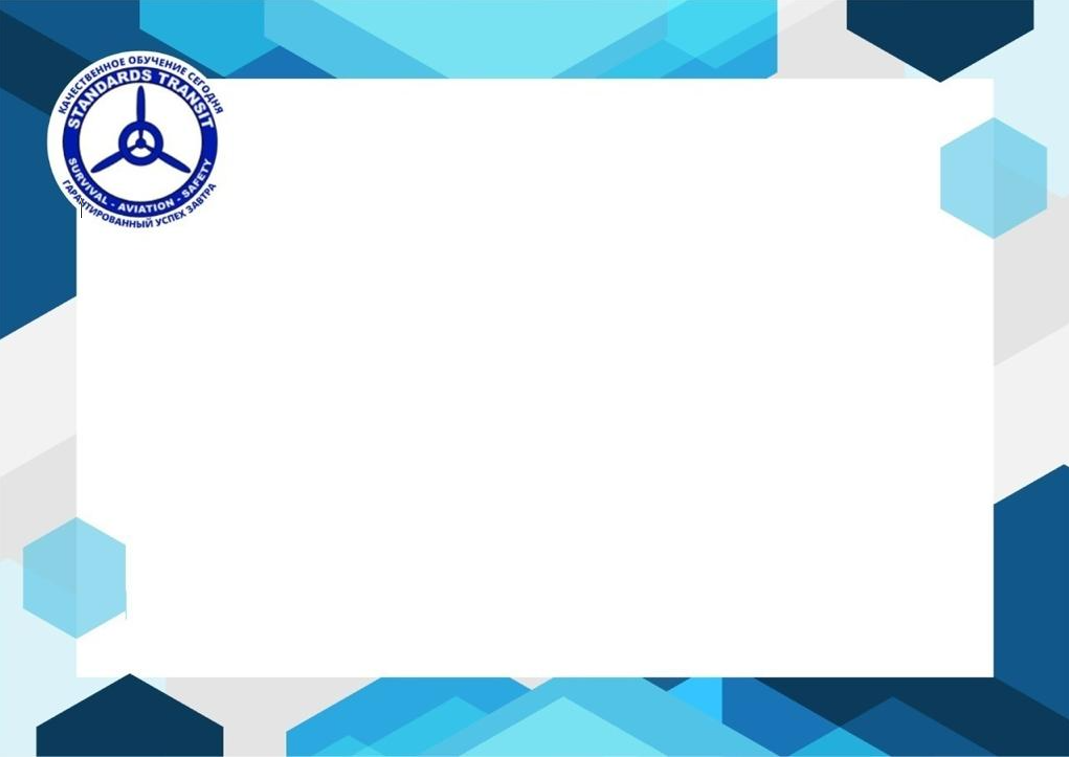 КАЧЕСТВЕННОЕ ОБУЧЕНИЕ СЕГОДНЯ
STANDARDS TRANSIT
SURVIVAL - AVIATION - SAFETY
ГАРАНТИРОВАННЫЙ УСПЕХ ЗАВТРА